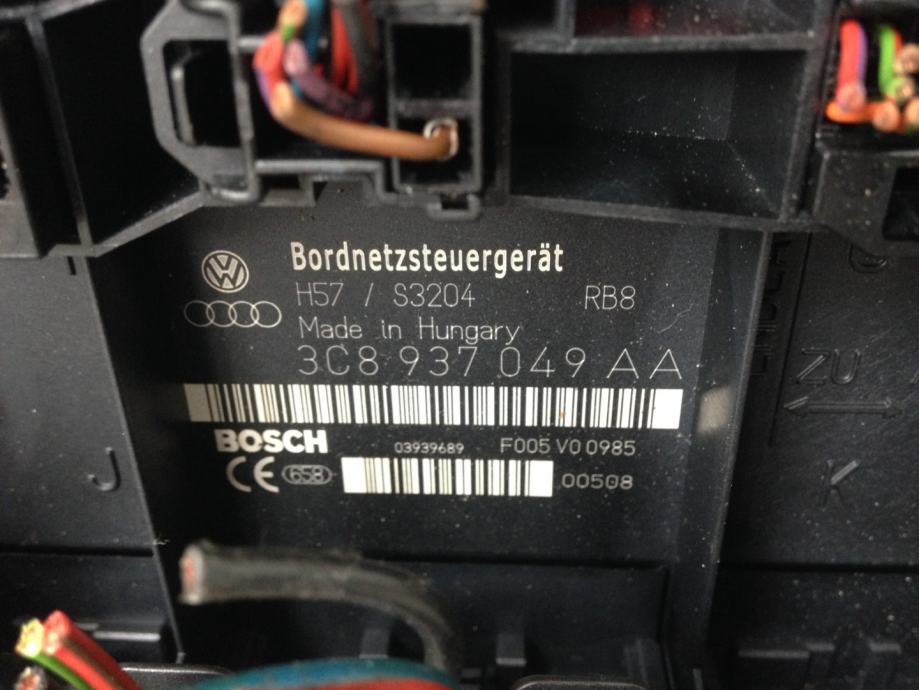 Bordnetzsteuergerät
H57 / S3204 RB8
Made in Hungary
3C8 937 049 AA
BOSCH 03939689 F005 V0 0985
CE 658 00508
ZU
J
K